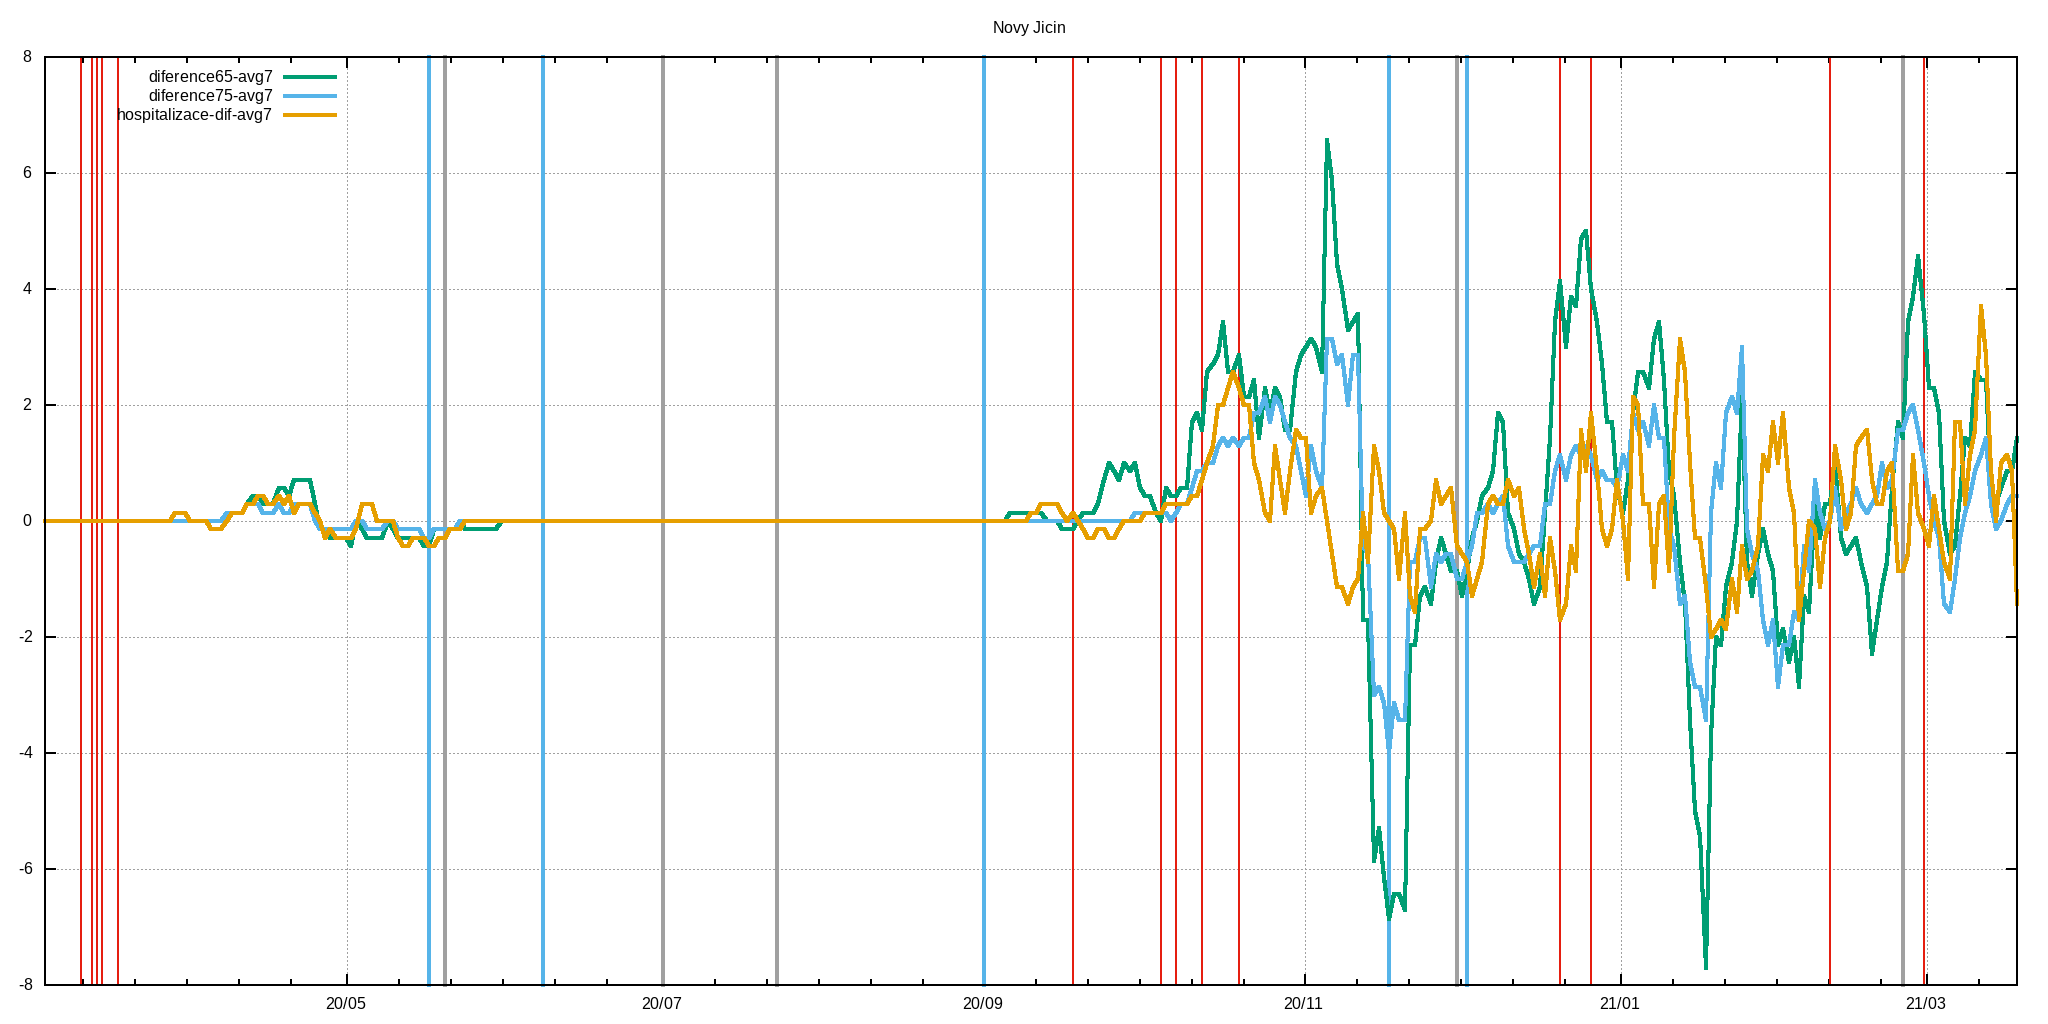 Novy Jicin
diference65-avg7
diference75-avg7
hospitalizace-dif-avg7
8
6
4
2
0
-2
-4
-6
-8
20/05 20/07 20/09 20/11 21/01 21/03